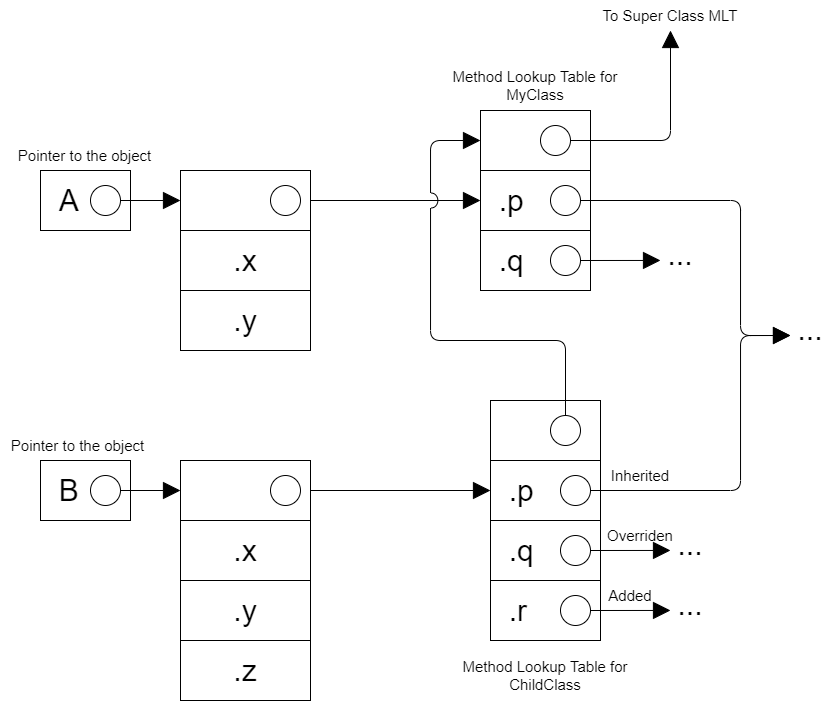 To Super Class MLT
Method Lookup Table for
MyClass
Pointer to the object
A
.p
.q
...
.x
.y
...
Pointer to the object
B
.p
Inherited
.x
.q
Overriden
...
.y
.r
Added
...
.z
Method Lookup Table for
ChildClass